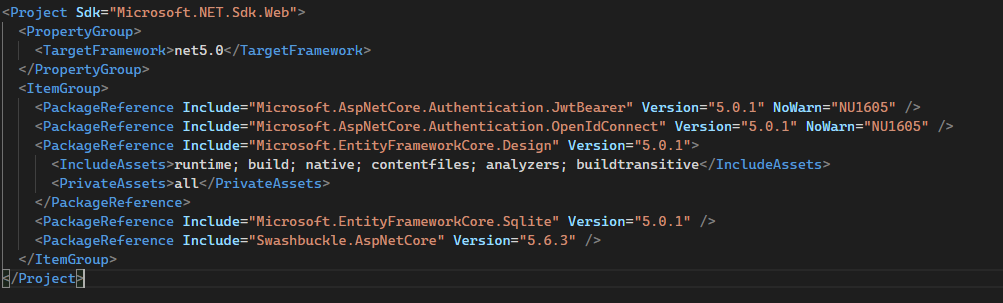 <Project Sdk="Microsoft.NET.Sdk.Web">
  <PropertyGroup>
    <TargetFramework>net5.0</TargetFramework>
  </PropertyGroup>
  <ItemGroup>
    <PackageReference Include="Microsoft.AspNetCore.Authentication.JwtBearer" Version="5.0.1" NoWarn="NU1605" />
    <PackageReference Include="Microsoft.AspNetCore.Authentication.OpenIdConnect" Version="5.0.1" NoWarn="NU1605" />
    <PackageReference Include="Microsoft.EntityFrameworkCore.Design" Version="5.0.1">
      <IncludeAssets>runtime; build; native; contentfiles; analyzers; buildtransitive</IncludeAssets>
      <PrivateAssets>all</PrivateAssets>
    </PackageReference>
    <PackageReference Include="Microsoft.EntityFrameworkCore.Sqlite" Version="5.0.1" />
    <PackageReference Include="Swashbuckle.AspNetCore" Version="5.6.3" />
  </ItemGroup>
</Project>